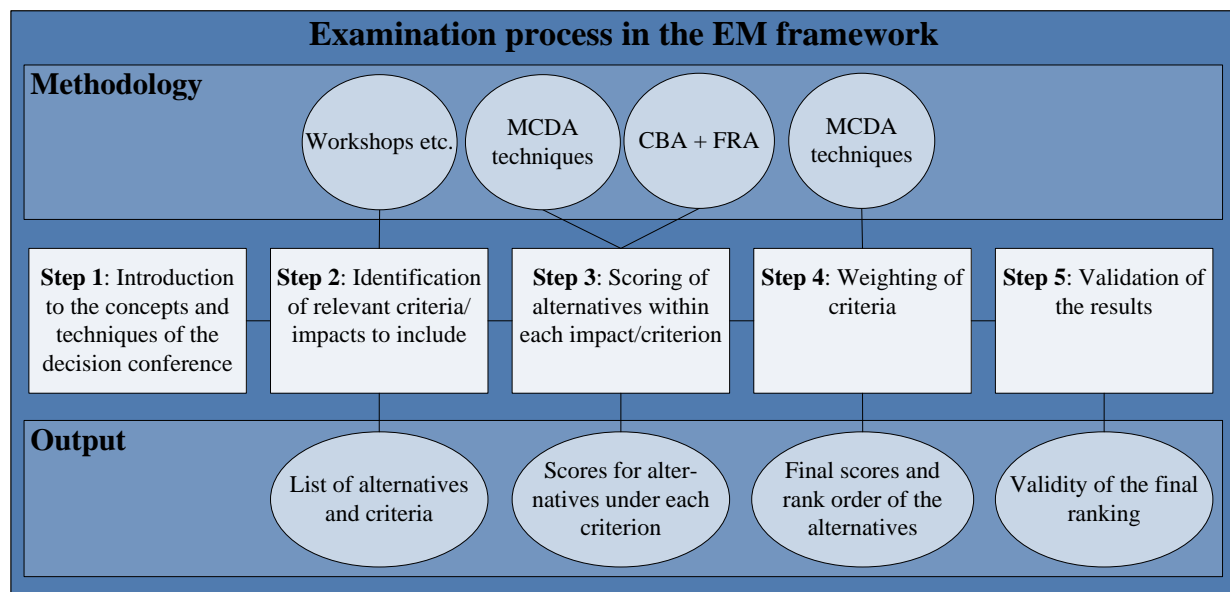 Examination process in the EM framework
Methodology
Workshops etc.
MCDA
techniques
CBA + FRA
MCDA
techniques
Step 1: Introduction
to the concepts and
techniques of the
decision conference
Step 2: Identification
of relevant criteria/
impacts to include
Step 3: Scoring of
alternatives within
each impact/criterion
Step 4: Weighting of
criteria
Step 5: Validation of
the results
Output
List of alternatives
and criteria
Scores for alter-
natives under each
criterion
Final scores and
rank order of the
alternatives
Validity of the final
ranking